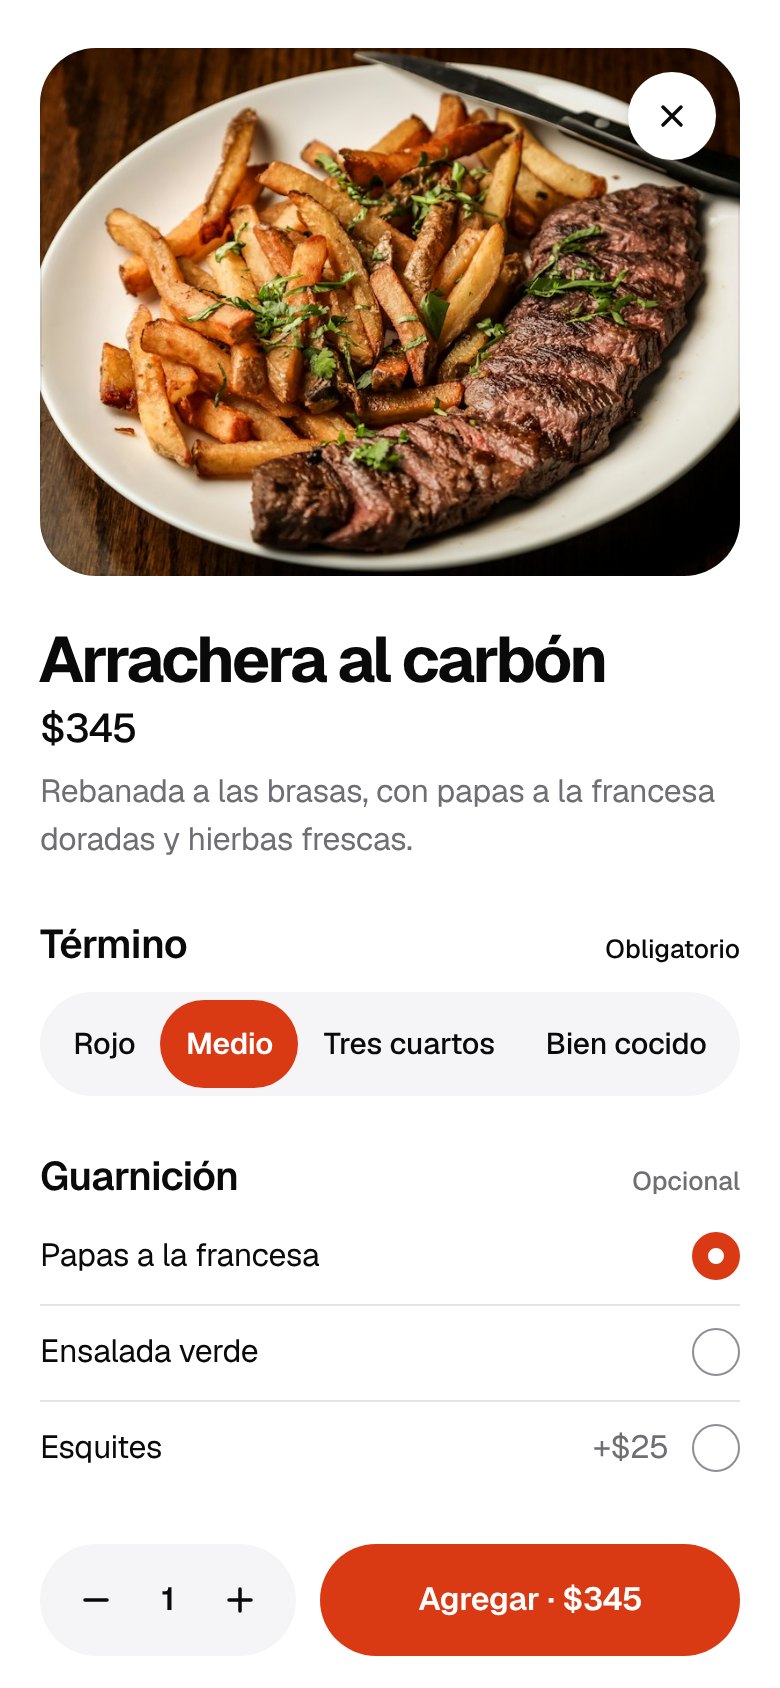 Arrachera al carbón
$345
Rebanada a las brasas, con papas a la francesa
doradas y hierbas frescas.
Término
Obligatorio
Rojo
Medio
Tres cuartos
Bien cocido
Guarnición
Opcional
Papas a la francesa
Ensalada verde
Esquites
+$25
1
Agregar · $345